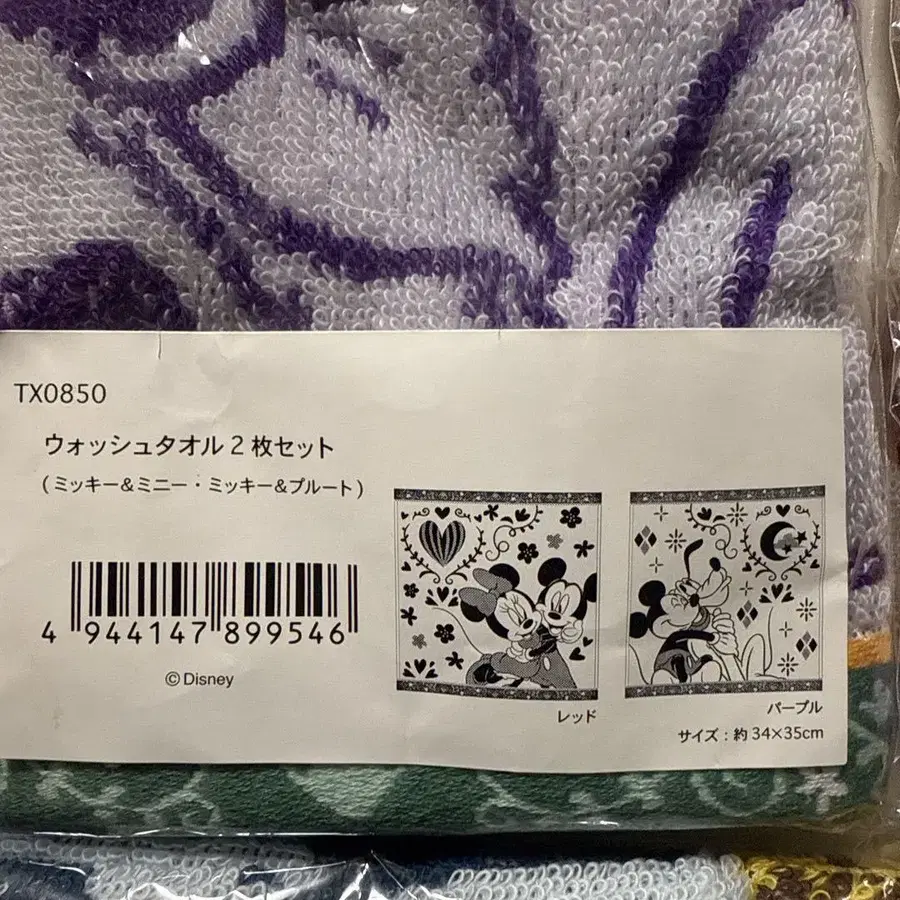 TX0850
ウォッシュタオル2枚セット
(ミッキー&ミニー・ミッキー&プルート)
4 944147 899546
©Disney
レッド
パープル
サイズ：約34×35cm